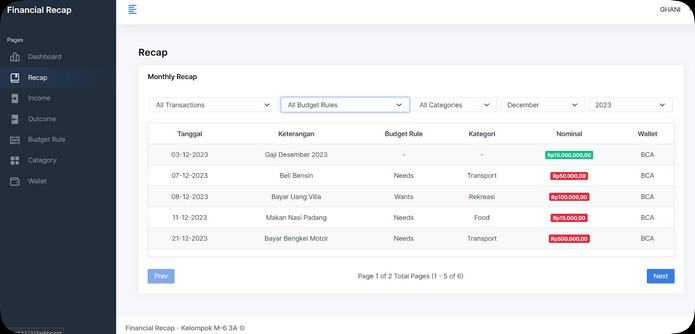 Financial Recap
GHANI
Pages
Dashboard
Recap
Income
Outcome
Budget Rule
Category
Wallet
Recap
Monthly Recap
All Transactions All Budget Rules All Categories December 2023
Tanggal Keterangan Budget Rule Kategori Nominal Wallet
03-12-2023 Gaji Desember 2023 - - Rp15.000.000,00 BCA
07-12-2023 Beli Bensin Needs Transport Rp50.000,00 BCA
08-12-2023 Bayar Uang Villa Wants Rekreasi Rp100.000,00 BCA
11-12-2023 Makan Nasi Padang Needs Food Rp15.000,00 BCA
21-12-2023 Bayar Bengkel Motor Needs Transport Rp500.000,00 BCA
Prev Page 1 of 2 Total Pages (1 - 5 of 6) Next
Financial Recap - Kelompok M-6 3A ©